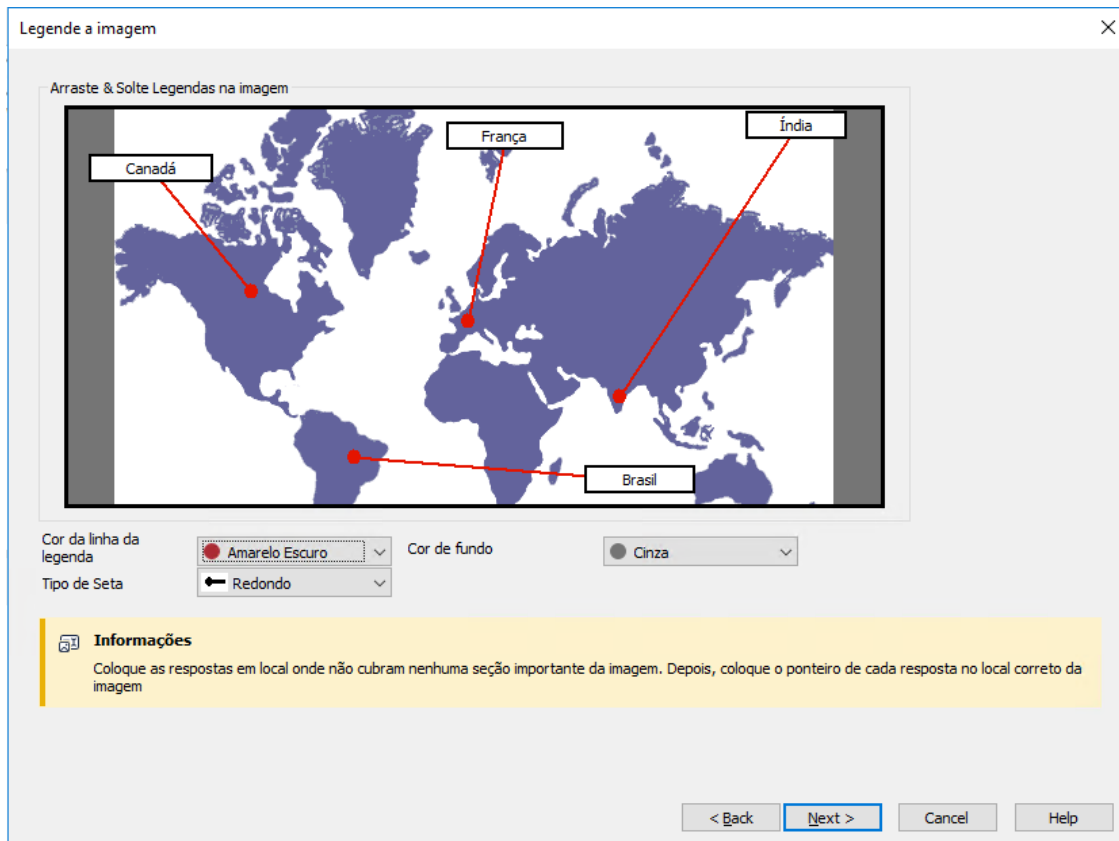 Legende a imagem
Arraste & Solte Legendas na imagem
Índia
França
Canadá
Brasil
Cor da linha da
legenda
Amarelo Escuro
Cor de fundo
Cinza
Tipo de Seta
Redondo
Informações
Coloque as respostas em local onde não cubram nenhuma seção importante da imagem. Depois, coloque o ponteiro de cada resposta no local correto da
imagem
< Back
Next >
Cancel
Help